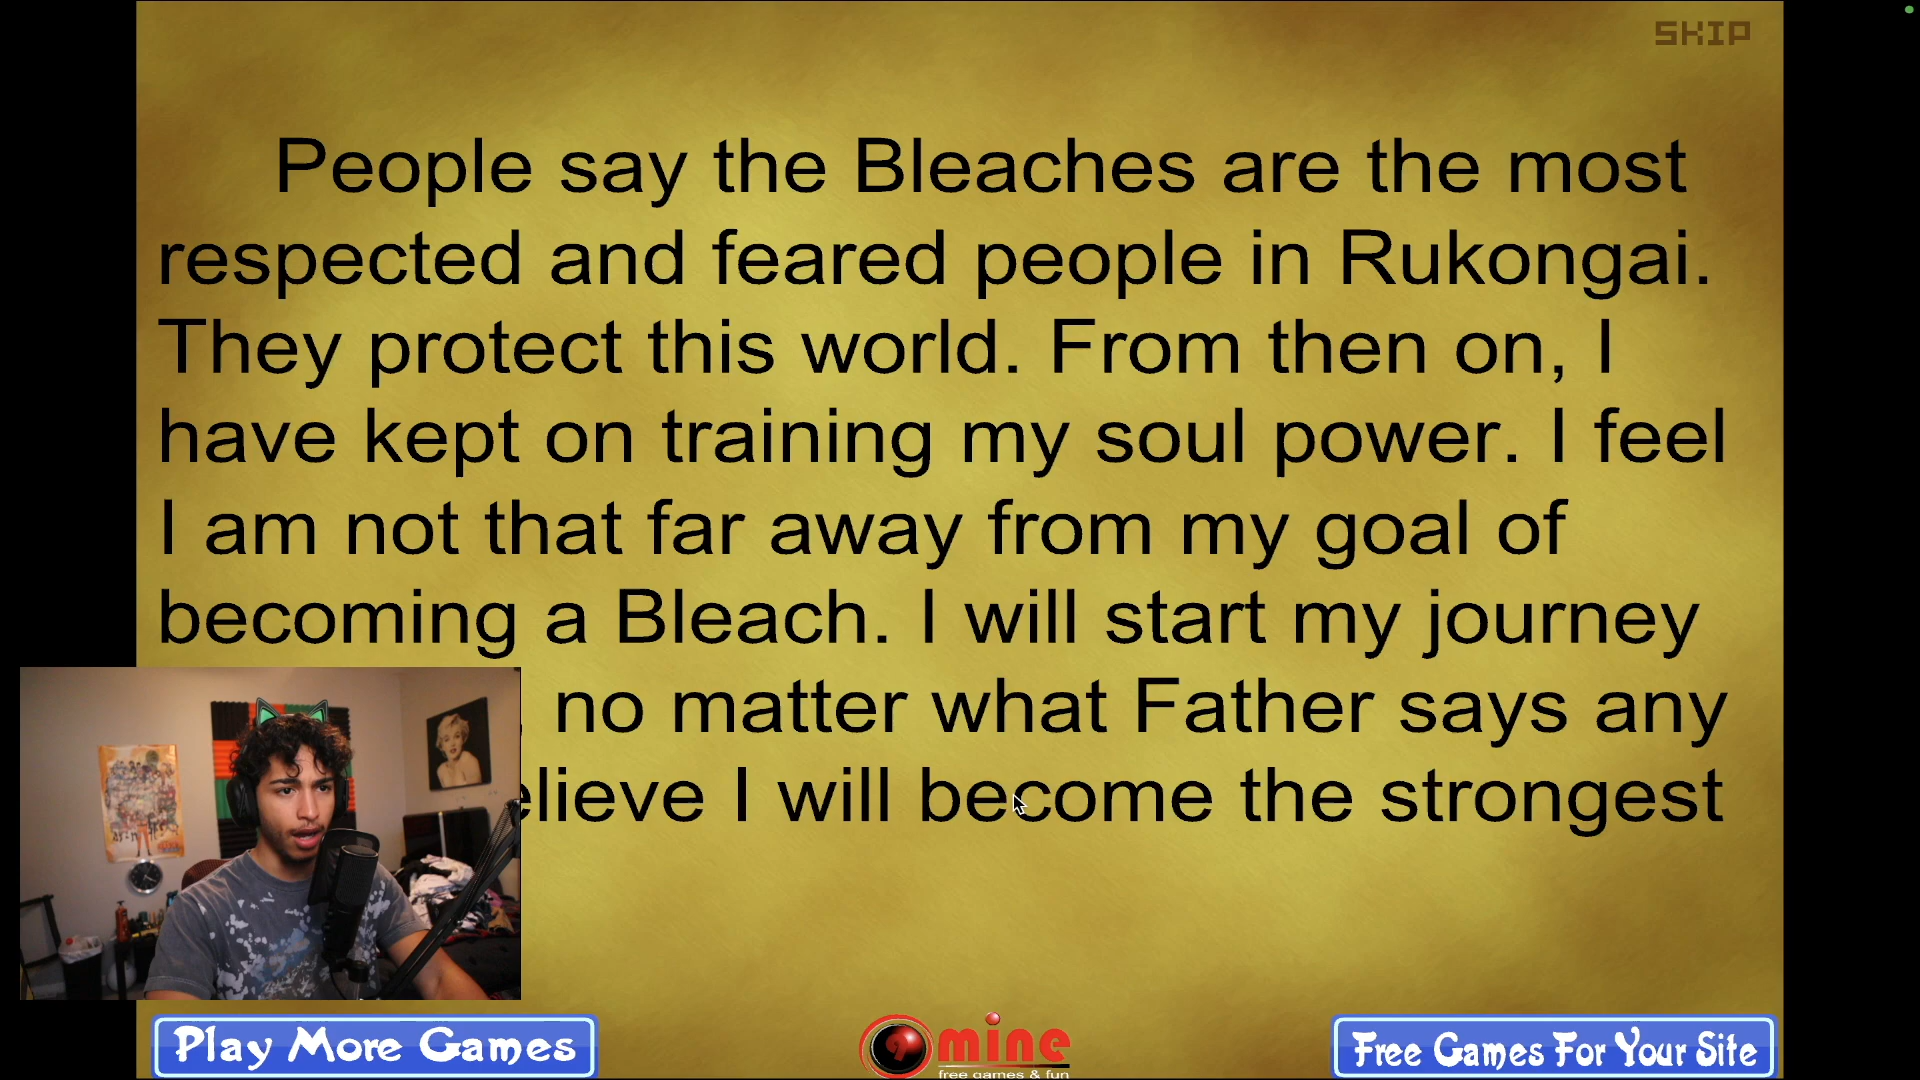 SKIP
People say the Bleaches are the most
respected and feared people in Rukongai.
They protect this world. From then on, I
have kept on training my soul power. I feel
I am not that far away from my goal of
becoming a Bleach. I will start my journey
no matter what Father says any
elieve I will become the strongest
Play More Games
9 mine
free games & fun
Free Games For Your Site